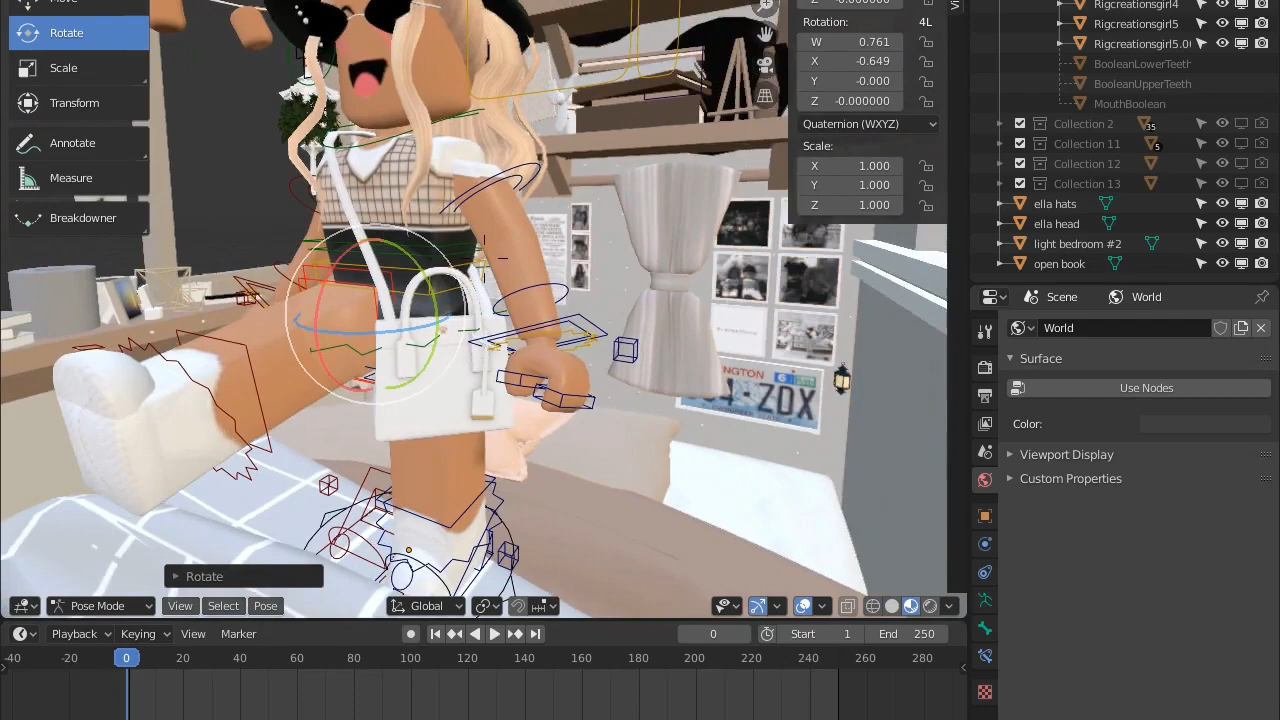 Move
Rotate
Scale
Transform
Annotate
Measure
Breakdowner
Rotation: 4L
W 0.761
X -0.649
Y -0.000
Z -0.000000
Quaternion (WXYZ)
Scale:
X 1.000
Y 1.000
Z 1.000
Rigcreationsgirl4
Rigcreationsgirl5
Rigcreationsgirl5.0
BooleanLowerTeeth
BooleanUpperTeeth
MouthBoolean
Collection 2 35
Collection 11 5
Collection 12
Collection 13
ella hats
ella head
light bedroom #2
open book
Scene World
World
Surface
Use Nodes
Color:
Viewport Display
Custom Properties
NGTON 6
ZDX
Rotate
Pose Mode View Select Pose Global
Playback Keying View Marker 0 Start 1 End 250
-40 -20 0 20 40 60 80 100 120 140 160 180 200 220 240 260 280